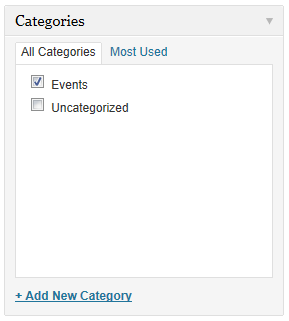 Categories
All Categories Most Used
Events
Uncategorized
+ Add New Category